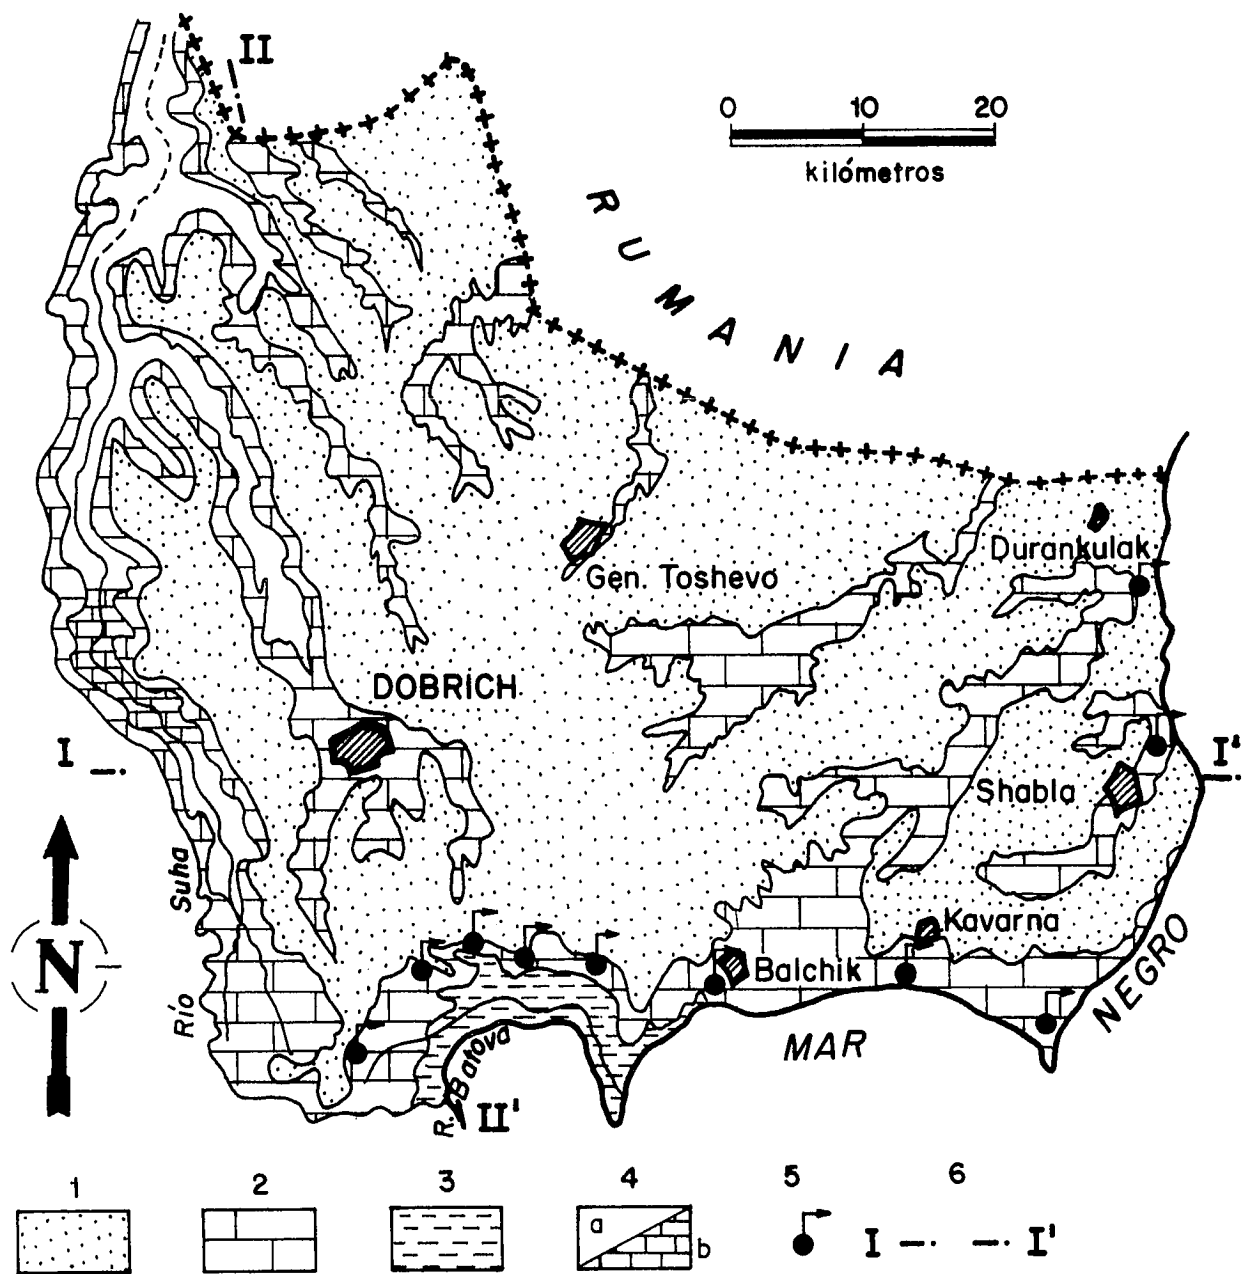 II
0 10 20
kilómetros
RUMANIA
Durankulak
Gen. Toshevo
DOBRICH
I
I'
Shabla
Suha
Río
N
Kavarna
Balchik
MAR
NEGRO
R. Batova
II'
1 2 3 4 5 6
a
b
I
I'